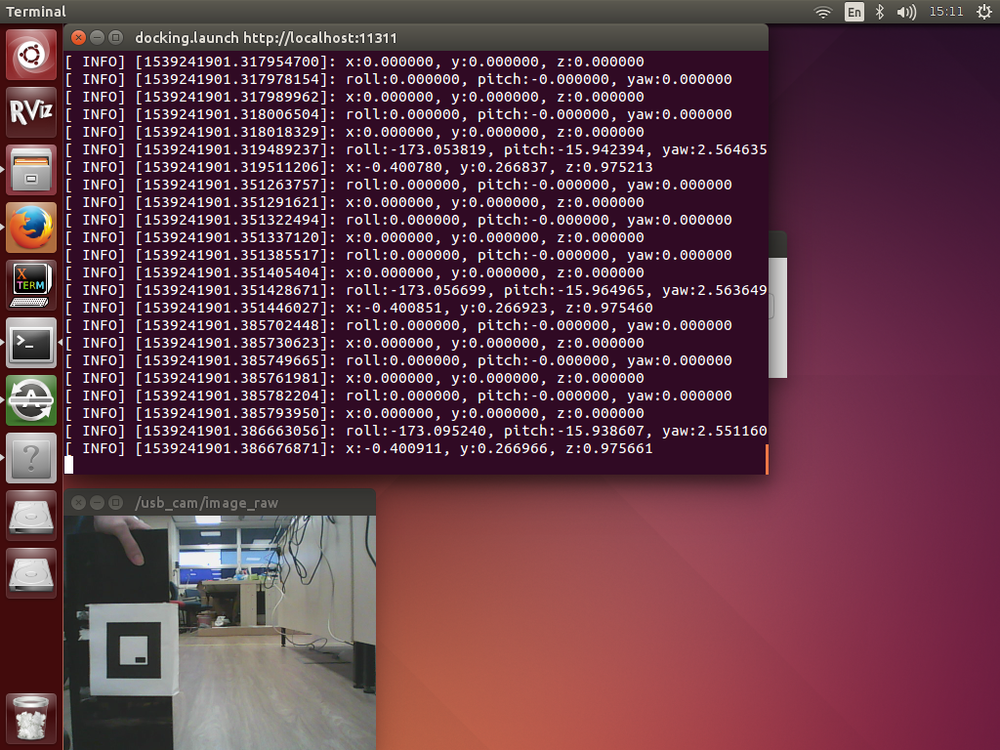 Terminal
En
15:11
docking.launch http://localhost:11311
RViz
X
TERM
>_
A
?
[ INFO] [1539241901.317954700]: x:0.000000, y:0.000000, z:0.000000
[ INFO] [1539241901.317978154]: roll:0.000000, pitch:-0.000000, yaw:0.000000
[ INFO] [1539241901.317989962]: x:0.000000, y:0.000000, z:0.000000
[ INFO] [1539241901.318006504]: roll:0.000000, pitch:-0.000000, yaw:0.000000
[ INFO] [1539241901.318018329]: x:0.000000, y:0.000000, z:0.000000
[ INFO] [1539241901.319489237]: roll:-173.053819, pitch:-15.942394, yaw:2.564635
[ INFO] [1539241901.319511206]: x:-0.400780, y:0.266837, z:0.975213
[ INFO] [1539241901.351263757]: roll:0.000000, pitch:-0.000000, yaw:0.000000
[ INFO] [1539241901.351291621]: x:0.000000, y:0.000000, z:0.000000
[ INFO] [1539241901.351322494]: roll:0.000000, pitch:-0.000000, yaw:0.000000
[ INFO] [1539241901.351337120]: x:0.000000, y:0.000000, z:0.000000
[ INFO] [1539241901.351385517]: roll:0.000000, pitch:-0.000000, yaw:0.000000
[ INFO] [1539241901.351405404]: x:0.000000, y:0.000000, z:0.000000
[ INFO] [1539241901.351428671]: roll:-173.056699, pitch:-15.964965, yaw:2.563649
[ INFO] [1539241901.351446027]: x:-0.400851, y:0.266923, z:0.975460
[ INFO] [1539241901.385702448]: roll:0.000000, pitch:-0.000000, yaw:0.000000
[ INFO] [1539241901.385730623]: x:0.000000, y:0.000000, z:0.000000
[ INFO] [1539241901.385749665]: roll:0.000000, pitch:-0.000000, yaw:0.000000
[ INFO] [1539241901.385761981]: x:0.000000, y:0.000000, z:0.000000
[ INFO] [1539241901.385782204]: roll:0.000000, pitch:-0.000000, yaw:0.000000
[ INFO] [1539241901.385793950]: x:0.000000, y:0.000000, z:0.000000
[ INFO] [1539241901.386663056]: roll:-173.095240, pitch:-15.938607, yaw:2.551160
[ INFO] [1539241901.386676871]: x:-0.400911, y:0.266966, z:0.975661
/usb_cam/image_raw